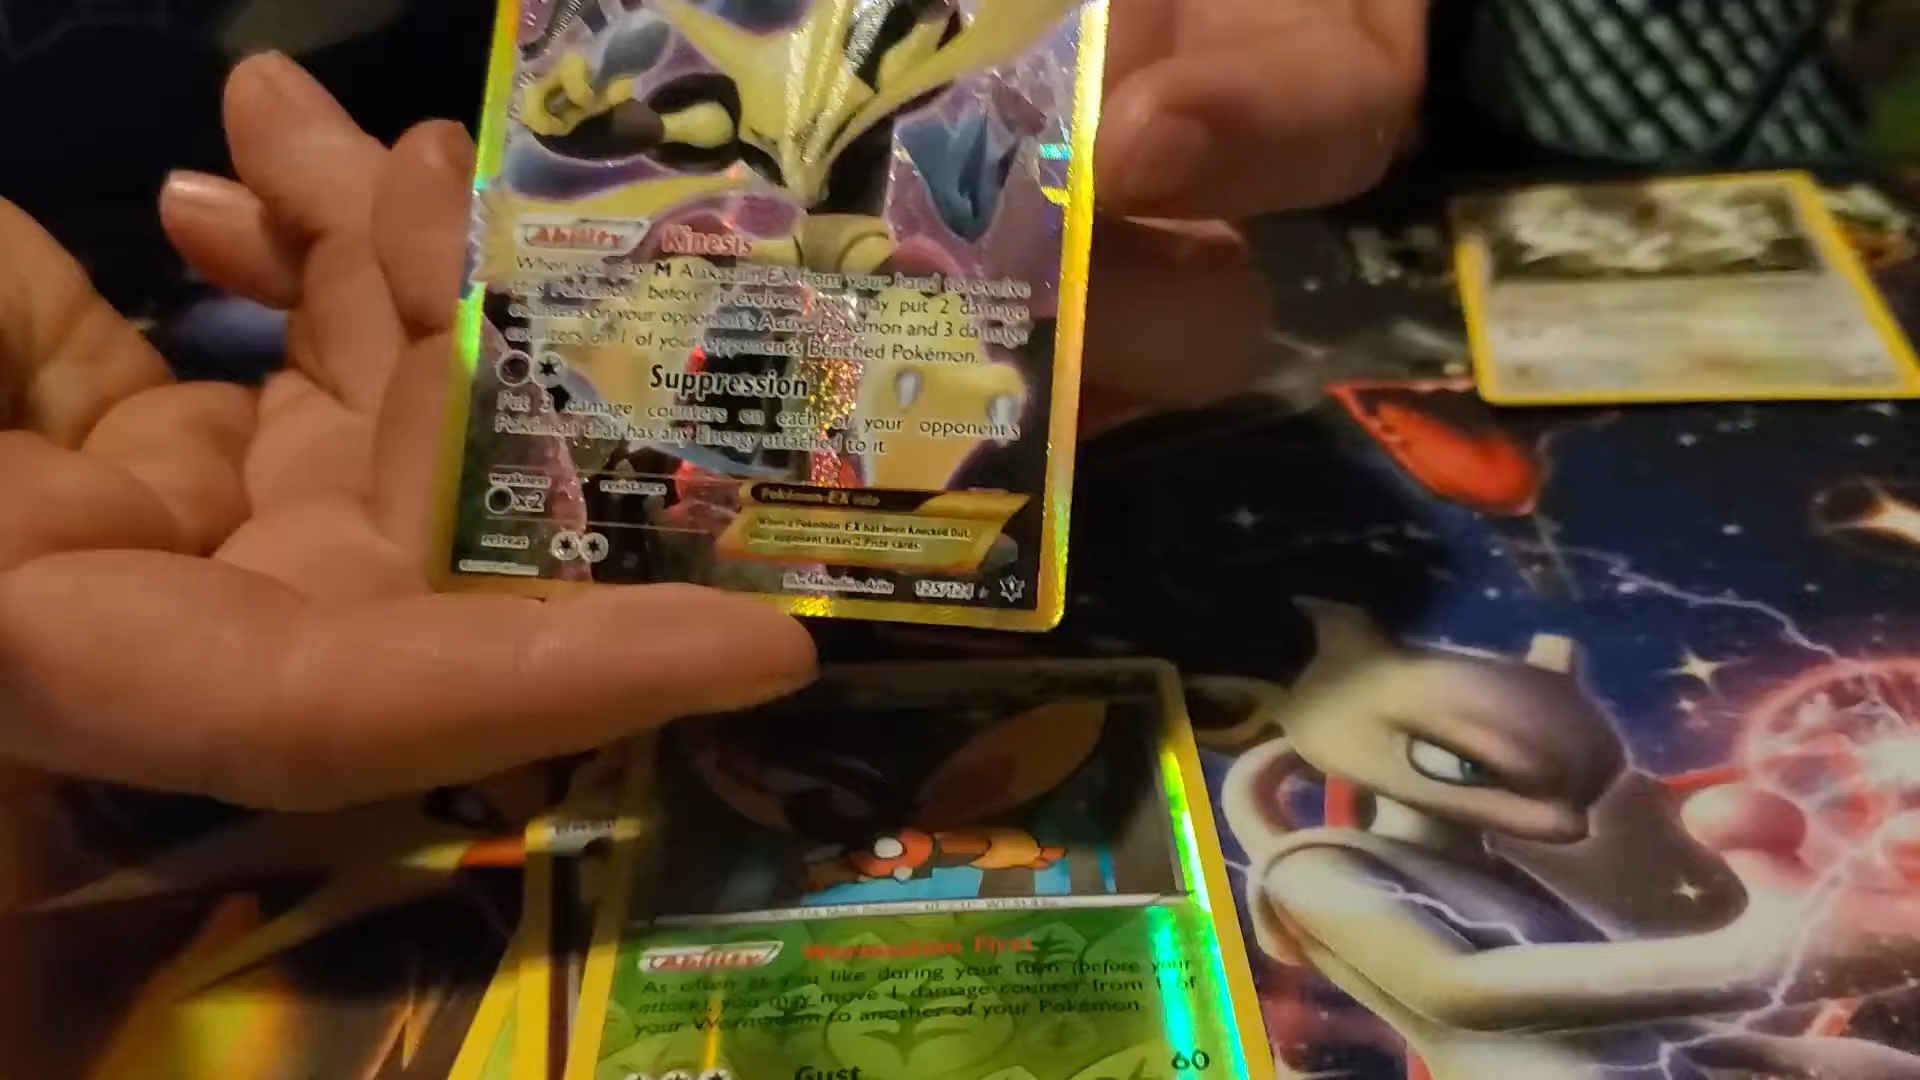 Ability Kinesis
When you play M Alakazam-EX from your hand to evolve
this Pokémon, before it evolves, you may put 2 damage
counters on your opponent's Active Pokémon and 3 damage
counters on 1 of your opponent's Benched Pokémon.
Suppression
Put 3 damage counters on each of your opponent's
Pokémon that has any Energy attached to it.
weakness
×2
resistance
retreat
Pokémon-EX rule
When a Pokémon-EX has been Knocked Out,
your opponent takes 2 Prize cards.
125/124
Ability Wormadam First
As often as you like during your turn (before your
attack), you may move 1 damage counter from 1 of
your Wormadam to another of your Pokémon.
Gust 60